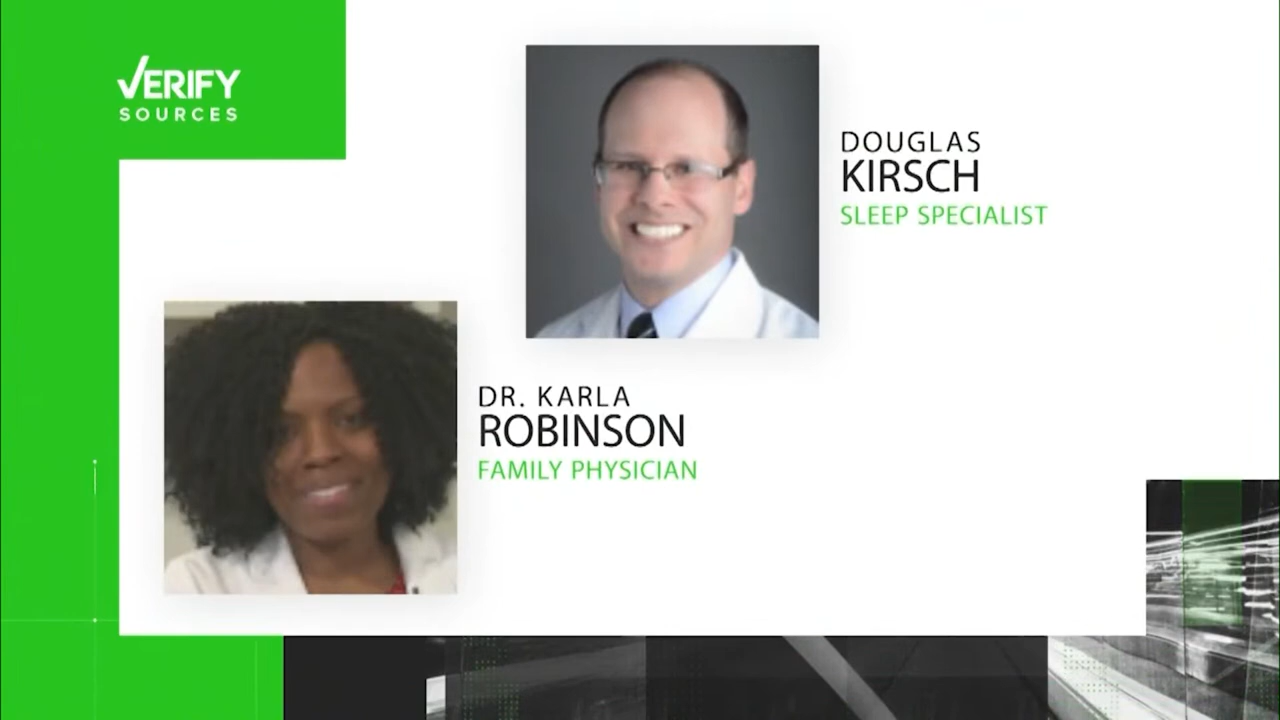 VERIFY
SOURCES
DOUGLAS
KIRSCH
SLEEP SPECIALIST
DR. KARLA
ROBINSON
FAMILY PHYSICIAN